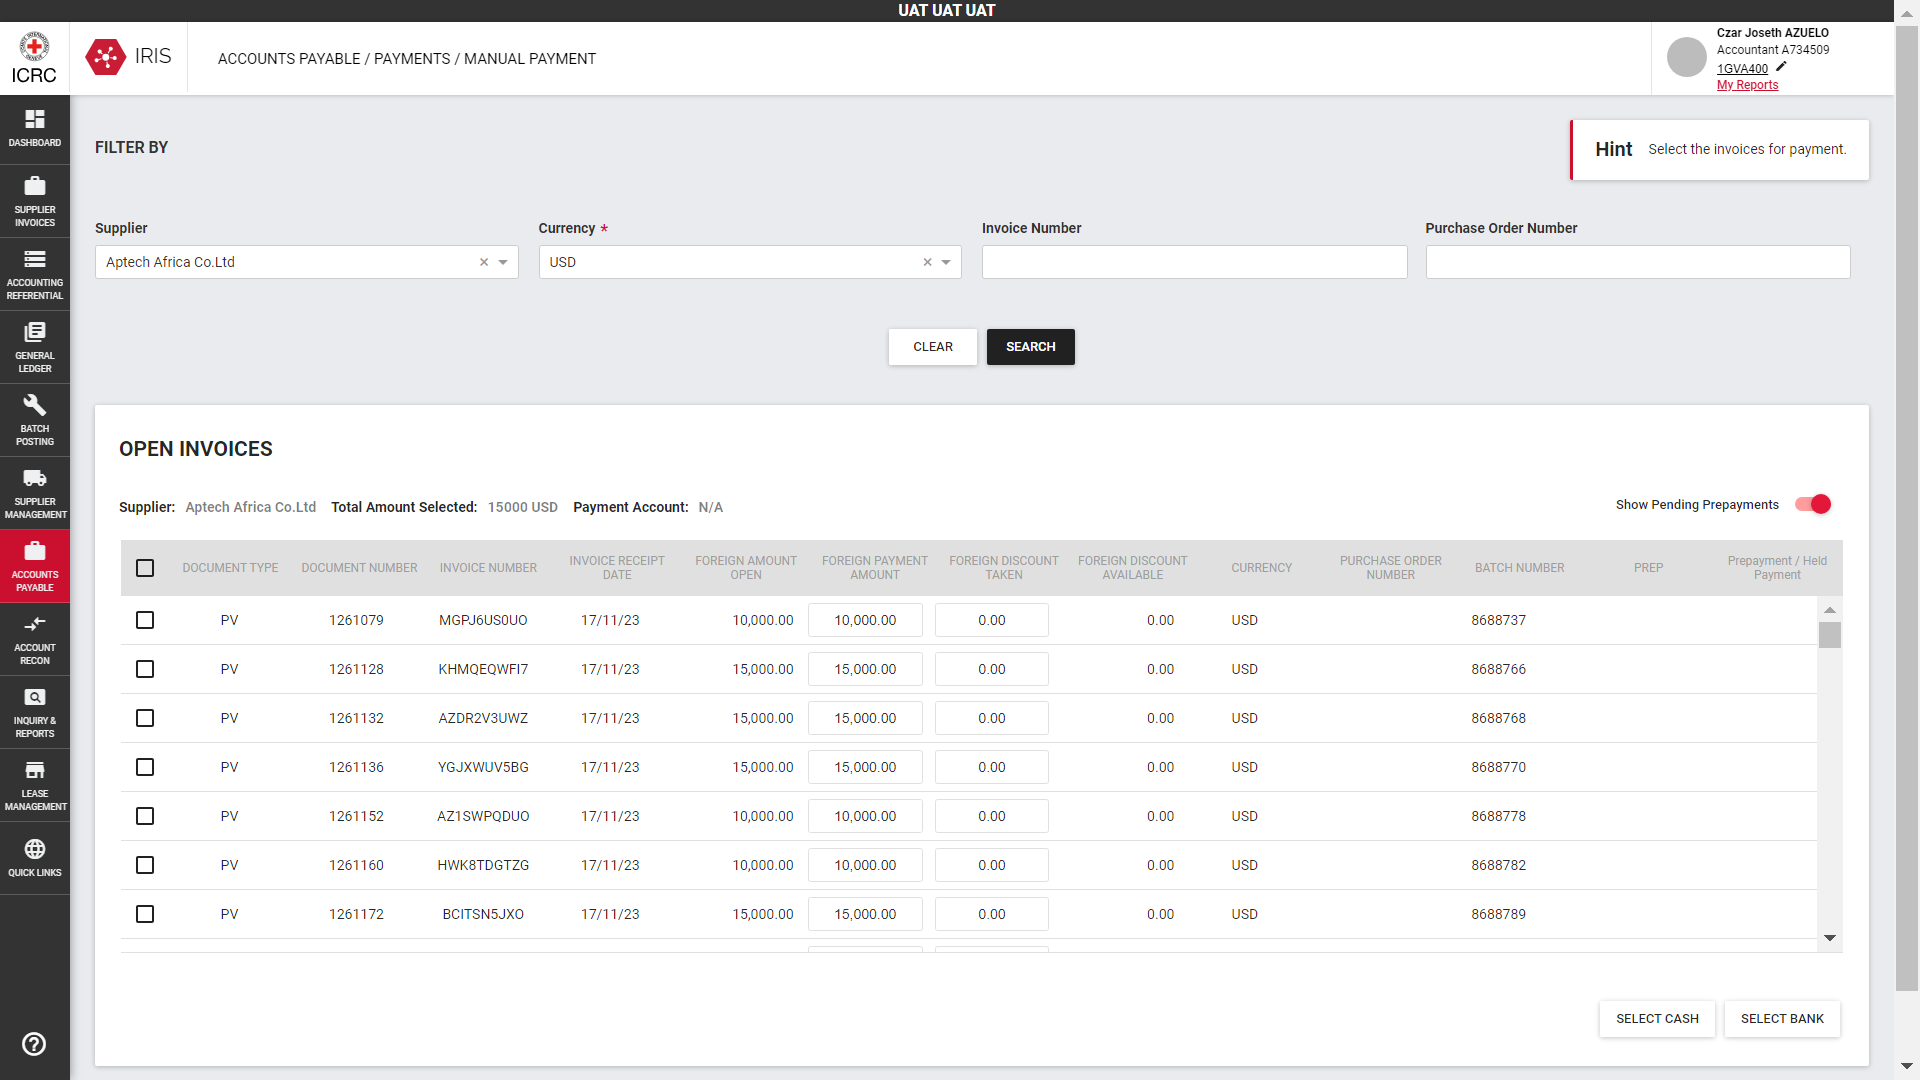 UAT UAT UAT
ICRC
IRIS
ACCOUNTS PAYABLE / PAYMENTS / MANUAL PAYMENT
Czar Joseth AZUELO
Accountant A734509
1GVA400
My Reports
DASHBOARD
SUPPLIER
INVOICES
ACCOUNTING
REFERENTIAL
GENERAL
LEDGER
BATCH
POSTING
SUPPLIER
MANAGEMENT
ACCOUNTS
PAYABLE
ACCOUNT
RECON
INQUIRY &
REPORTS
LEASE
MANAGEMENT
QUICK LINKS
FILTER BY
Hint Select the invoices for payment.
Supplier Currency * Invoice Number Purchase Order Number
Aptech Africa Co.Ltd × USD ×
CLEAR SEARCH
OPEN INVOICES
Supplier: Aptech Africa Co.Ltd Total Amount Selected: 15000 USD Payment Account: N/A
Show Pending Prepayments
DOCUMENT TYPE DOCUMENT NUMBER INVOICE NUMBER INVOICE RECEIPT DATE FOREIGN AMOUNT OPEN FOREIGN PAYMENT AMOUNT FOREIGN DISCOUNT TAKEN FOREIGN DISCOUNT AVAILABLE CURRENCY PURCHASE ORDER NUMBER BATCH NUMBER PREP Prepayment / Held Payment
PV 1261079 MGPJ6US0UO 17/11/23 10,000.00 10,000.00 0.00 0.00 USD 8688737
PV 1261128 KHMQEQWFI7 17/11/23 15,000.00 15,000.00 0.00 0.00 USD 8688766
PV 1261132 AZDR2V3UWZ 17/11/23 15,000.00 15,000.00 0.00 0.00 USD 8688768
PV 1261136 YGJXWUV5BG 17/11/23 15,000.00 15,000.00 0.00 0.00 USD 8688770
PV 1261152 AZ1SWPQDUO 17/11/23 10,000.00 10,000.00 0.00 0.00 USD 8688778
PV 1261160 HWK8TDGTZG 17/11/23 10,000.00 10,000.00 0.00 0.00 USD 8688782
PV 1261172 BCITSN5JXO 17/11/23 15,000.00 15,000.00 0.00 0.00 USD 8688789
SELECT CASH SELECT BANK